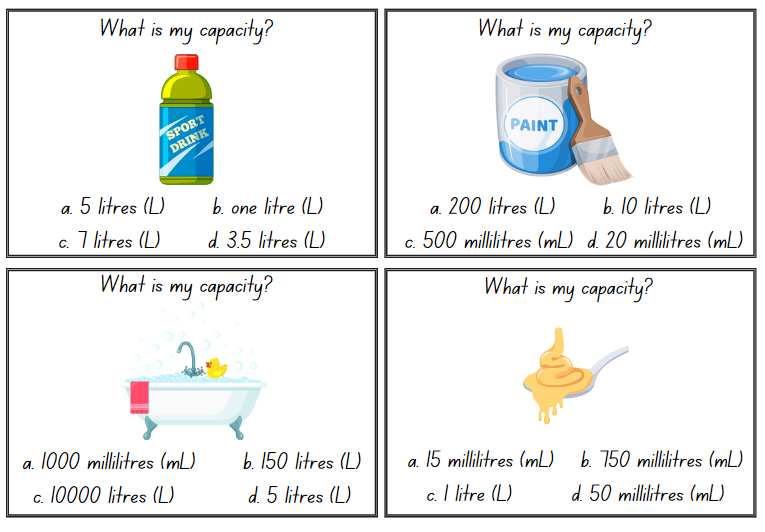 What is my capacity?
SPORT
DRINK
a. 5 litres (L) b. one litre (L)
c. 7 litres (L) d. 3.5 litres (L)
What is my capacity?
PAINT
a. 200 litres (L) b. 10 litres (L)
c. 500 millilitres (mL) d. 20 millilitres (mL)
What is my capacity?
a. 1000 millilitres (mL) b. 150 litres (L)
c. 10000 litres (L) d. 5 litres (L)
What is my capacity?
a. 15 millilitres (mL) b. 750 millilitres (mL)
c. 1 litre (L) d. 50 millilitres (mL)